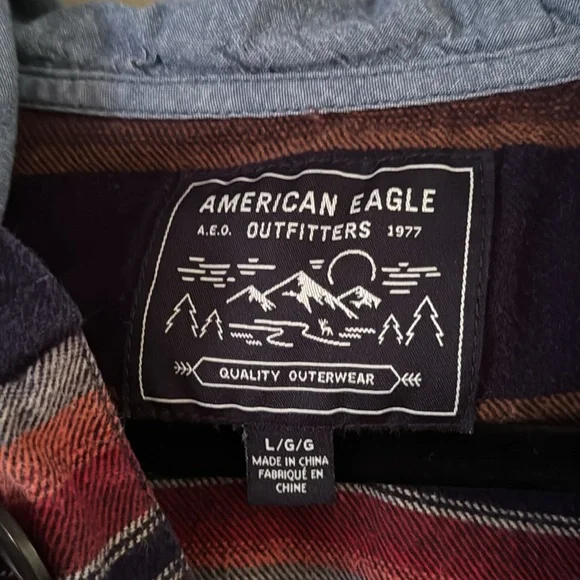 AMERICAN EAGLE
A.E.O. OUTFITTERS 1977
QUALITY OUTERWEAR
L/G/G
MADE IN CHINA
FABRIQUÉ EN
CHINE